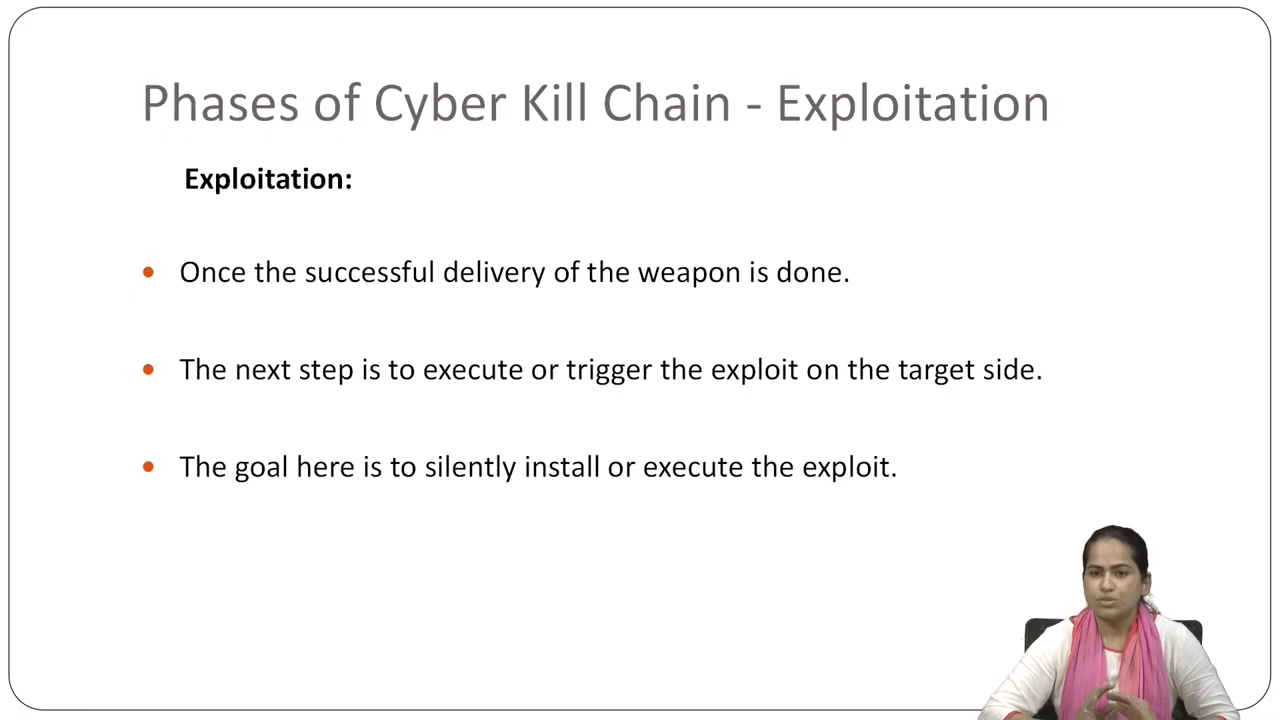 Phases of Cyber Kill Chain - Exploitation
Exploitation:
Once the successful delivery of the weapon is done.
The next step is to execute or trigger the exploit on the target side.
The goal here is to silently install or execute the exploit.